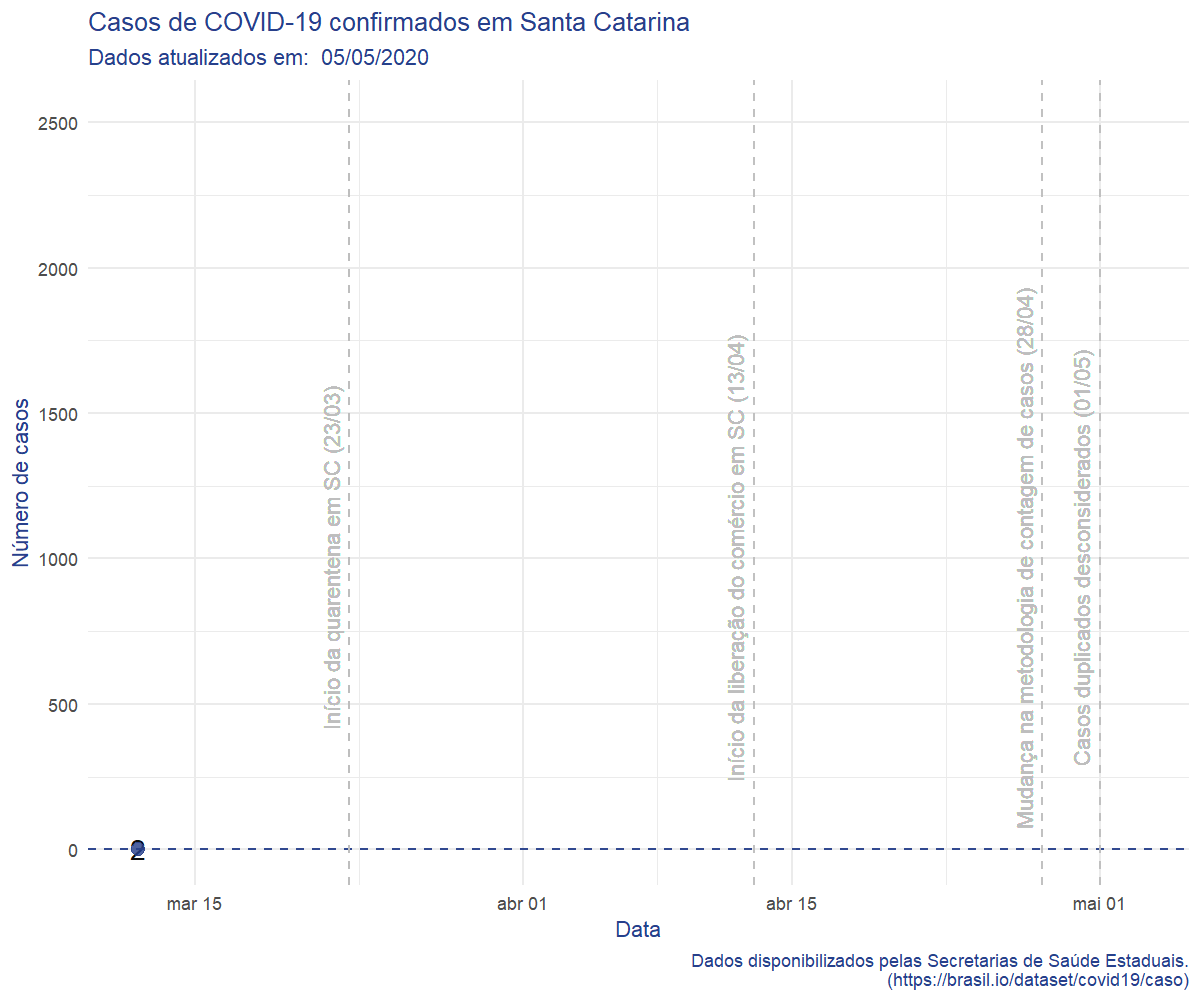 Casos de COVID-19 confirmados em Santa Catarina
Dados atualizados em:  05/05/2020
Número de casos
2500
2000
1500
1000
500
0
Início da quarentena em SC (23/03)
Início da liberação do comércio em SC (13/04)
Mudança na metodologia de contagem de casos (28/04)
Casos duplicados desconsiderados (01/05)
2
mar 15
abr 01
abr 15
mai 01
Data
Dados disponibilizados pelas Secretarias de Saúde Estaduais.
(https://brasil.io/dataset/covid19/caso)